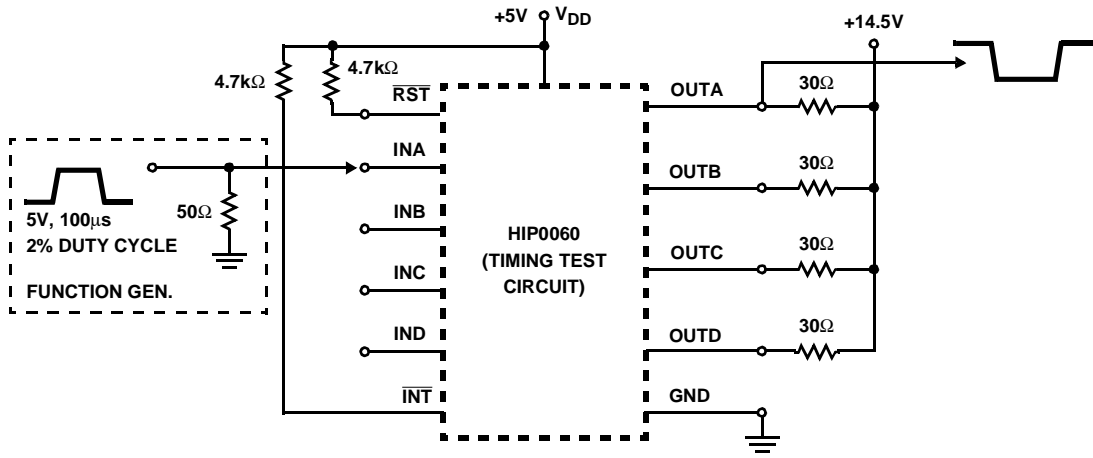 +5V
VDD
+14.5V
4.7kΩ
4.7kΩ
RST
OUTA
30Ω
INA
5V, 100μs
2% DUTY CYCLE
50Ω
FUNCTION GEN.
INB
INC
IND
INT
HIP0060
(TIMING TEST
CIRCUIT)
OUTB
30Ω
OUTC
30Ω
OUTD
30Ω
GND